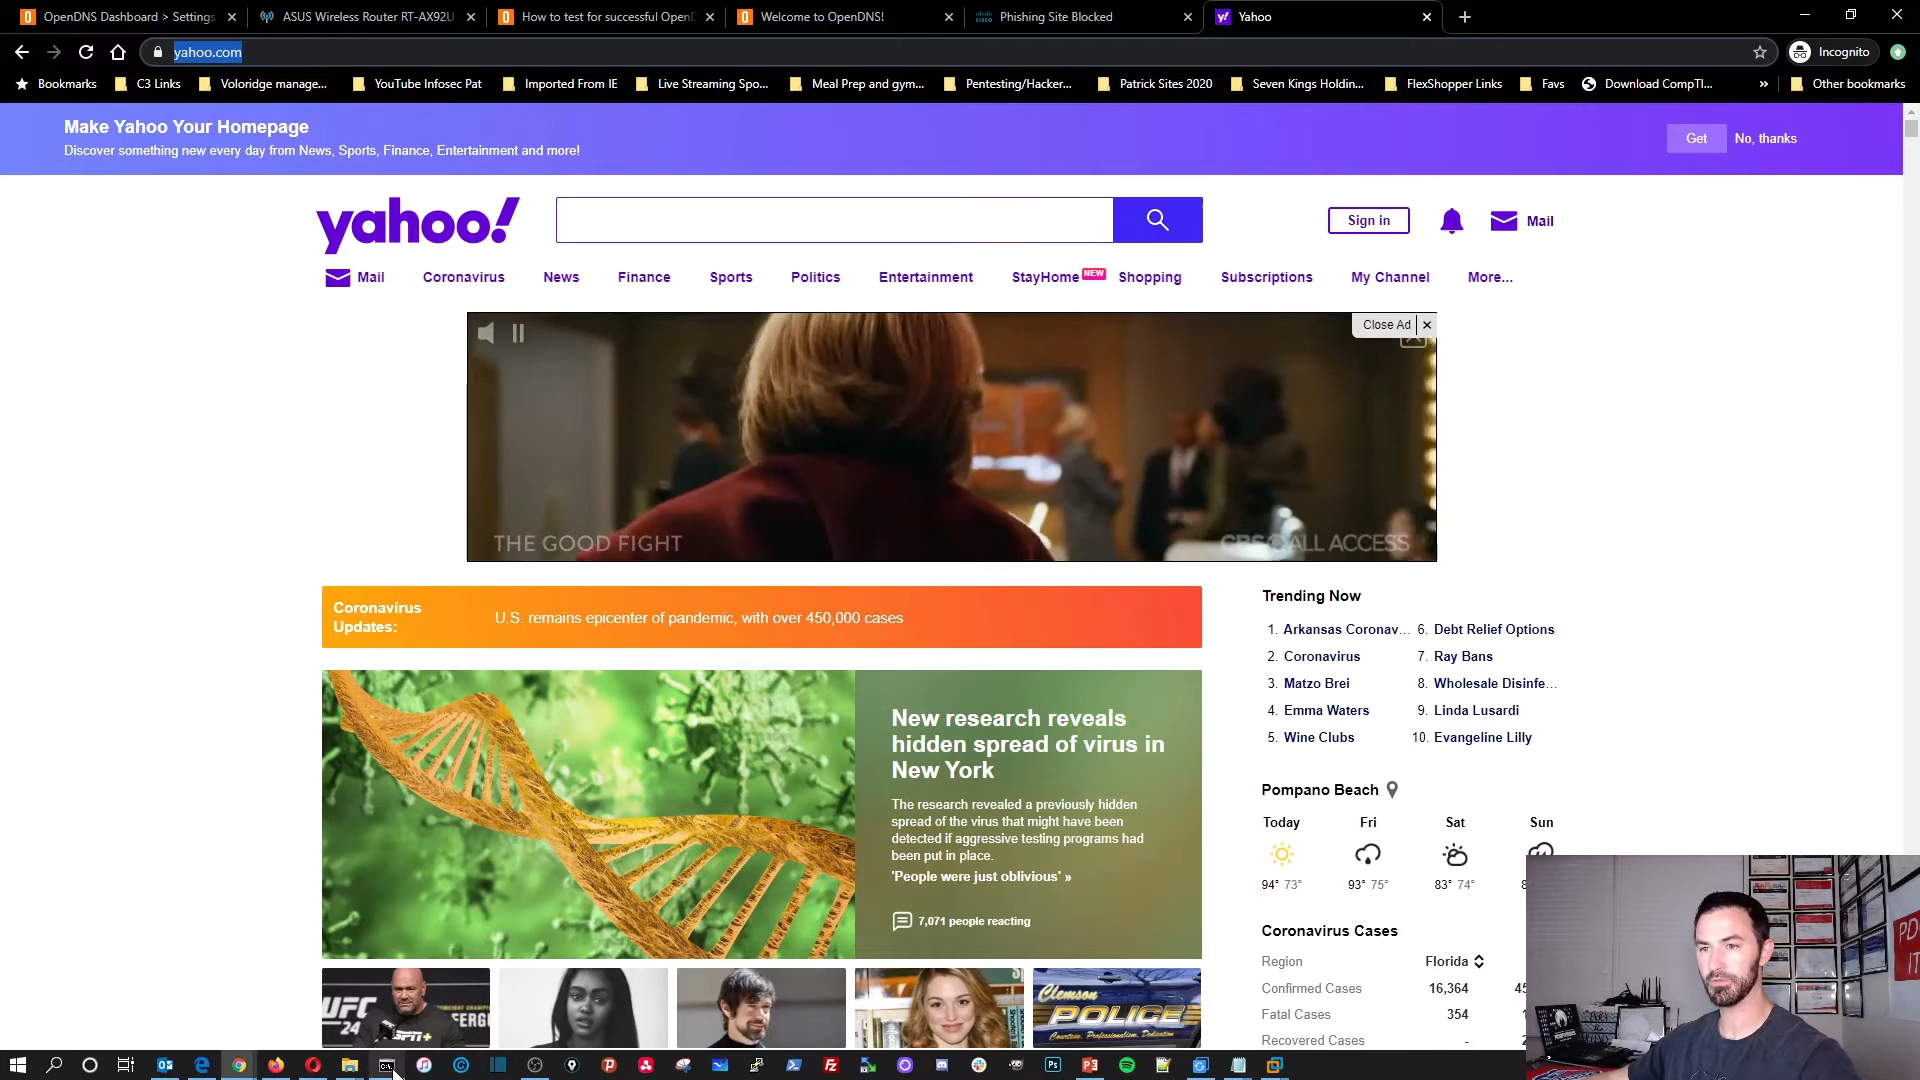 OpenDNS Dashboard > Settings
ASUS Wireless Router RT-AX92U
How to test for successful OpenD
Welcome to OpenDNS!
Phishing Site Blocked
Yahoo
yahoo.com
Incognito
Bookmarks
C3 Links
Voloridge manage...
YouTube Infosec Pat
Imported From IE
Live Streaming Spo...
Meal Prep and gym...
Pentesting/Hacker...
Patrick Sites 2020
Seven Kings Holdin...
FlexShopper Links
Favs
Download CompTI...
»
Other bookmarks
Make Yahoo Your Homepage
Discover something new every day from News, Sports, Finance, Entertainment and more!
Get
No, thanks
yahoo!
Sign in
Mail
Mail
Coronavirus
News
Finance
Sports
Politics
Entertainment
StayHome NEW
Shopping
Subscriptions
My Channel
More...
Close Ad
THE GOOD FIGHT
ALL ACCESS
Coronavirus
Updates:
U.S. remains epicenter of pandemic, with over 450,000 cases
New research reveals
hidden spread of virus in
New York
The research revealed a previously hidden
spread of the virus that might have been
detected if aggressive testing programs had
been put in place.
'People were just oblivious' »
7,071 people reacting
Trending Now
1. Arkansas Coronav...
2. Coronavirus
3. Matzo Brei
4. Emma Waters
5. Wine Clubs
6. Debt Relief Options
7. Ray Bans
8. Wholesale Disinfe...
9. Linda Lusardi
10. Evangeline Lilly
Pompano Beach
Today
Fri
Sat
Sun
94° 73°
93° 75°
83° 74°
Coronavirus Cases
Region
Florida
Confirmed Cases
16,364
45
Fatal Cases
354
Recovered Cases
-
UFC
24
ESPN+
FERG
Clemson
POLICE
Courtesy, Professionalism, Dedication
PD
IT